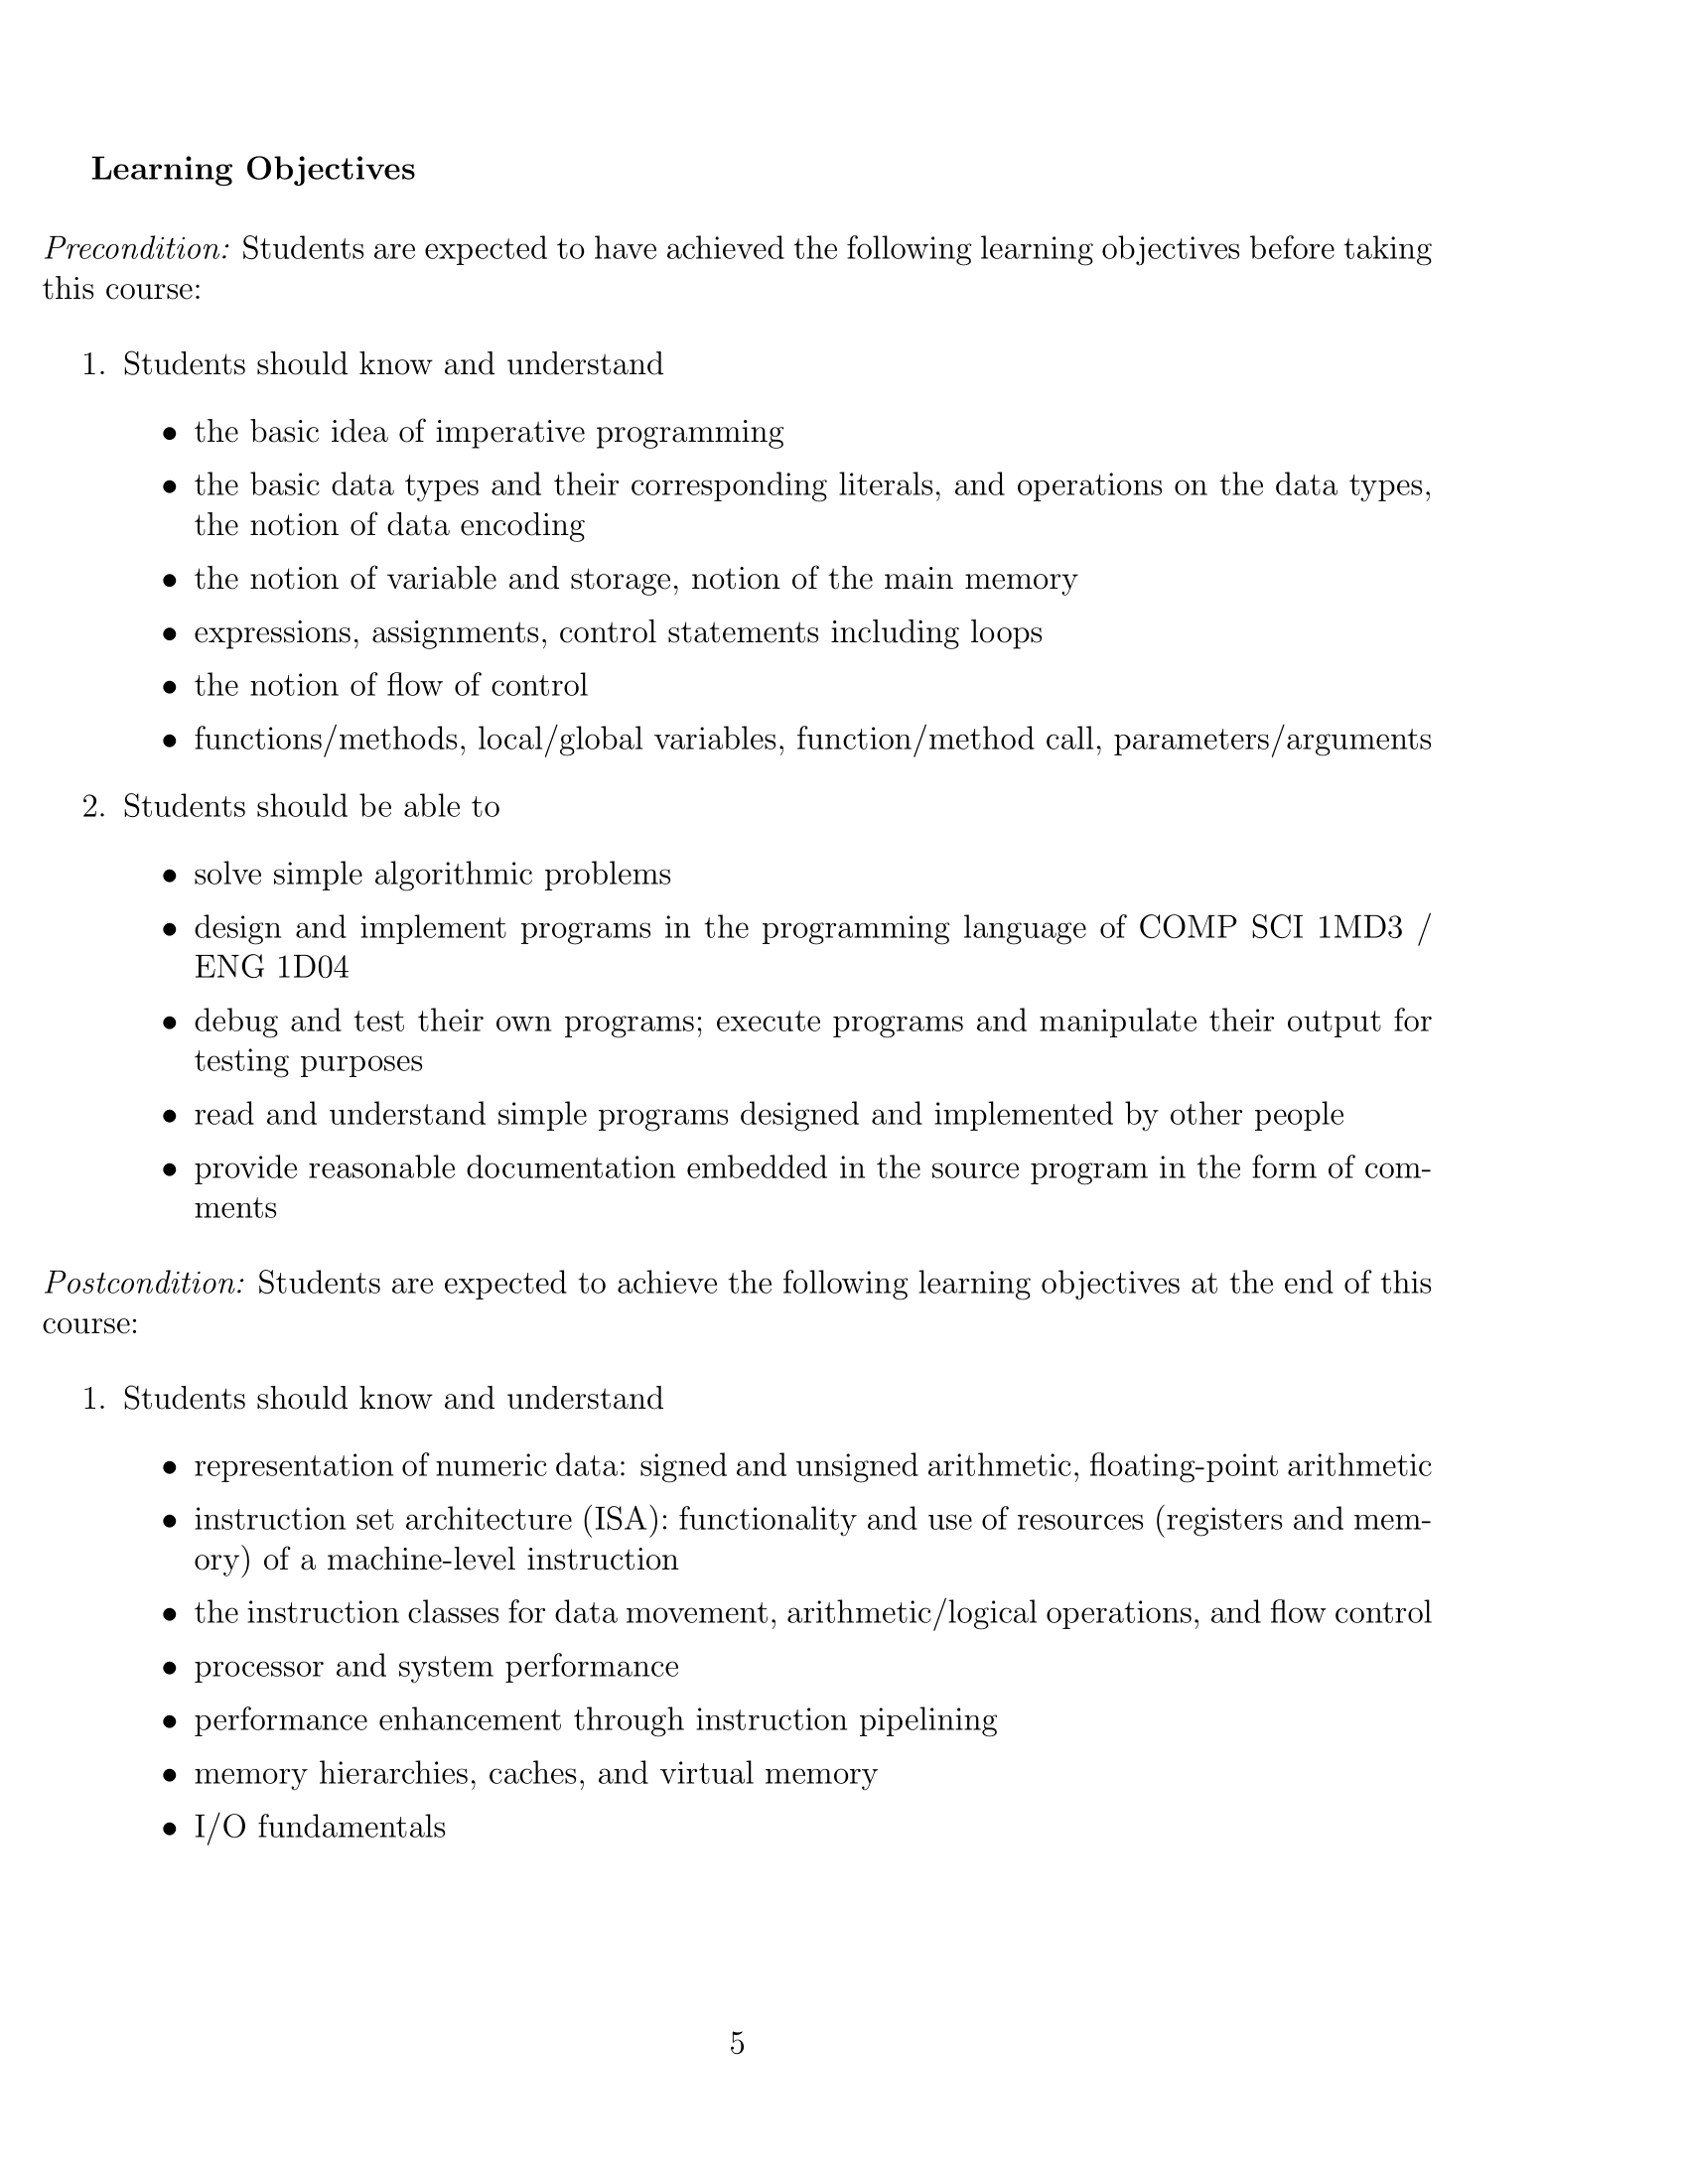 Learning Objectives
Precondition: Students are expected to have achieved the following learning objectives before taking
this course:
1. Students should know and understand
• the basic idea of imperative programming
• the basic data types and their corresponding literals, and operations on the data types,
the notion of data encoding
• the notion of variable and storage, notion of the main memory
• expressions, assignments, control statements including loops
• the notion of flow of control
• functions/methods, local/global variables, function/method call, parameters/arguments
2. Students should be able to
• solve simple algorithmic problems
• design and implement programs in the programming language of COMP SCI 1MD3 /
ENG 1D04
• debug and test their own programs; execute programs and manipulate their output for
testing purposes
• read and understand simple programs designed and implemented by other people
• provide reasonable documentation embedded in the source program in the form of com-
ments
Postcondition: Students are expected to achieve the following learning objectives at the end of this
course:
1. Students should know and understand
• representation of numeric data: signed and unsigned arithmetic, floating-point arithmetic
• instruction set architecture (ISA): functionality and use of resources (registers and mem-
ory) of a machine-level instruction
• the instruction classes for data movement, arithmetic/logical operations, and flow control
• processor and system performance
• performance enhancement through instruction pipelining
• memory hierarchies, caches, and virtual memory
• I/O fundamentals
5